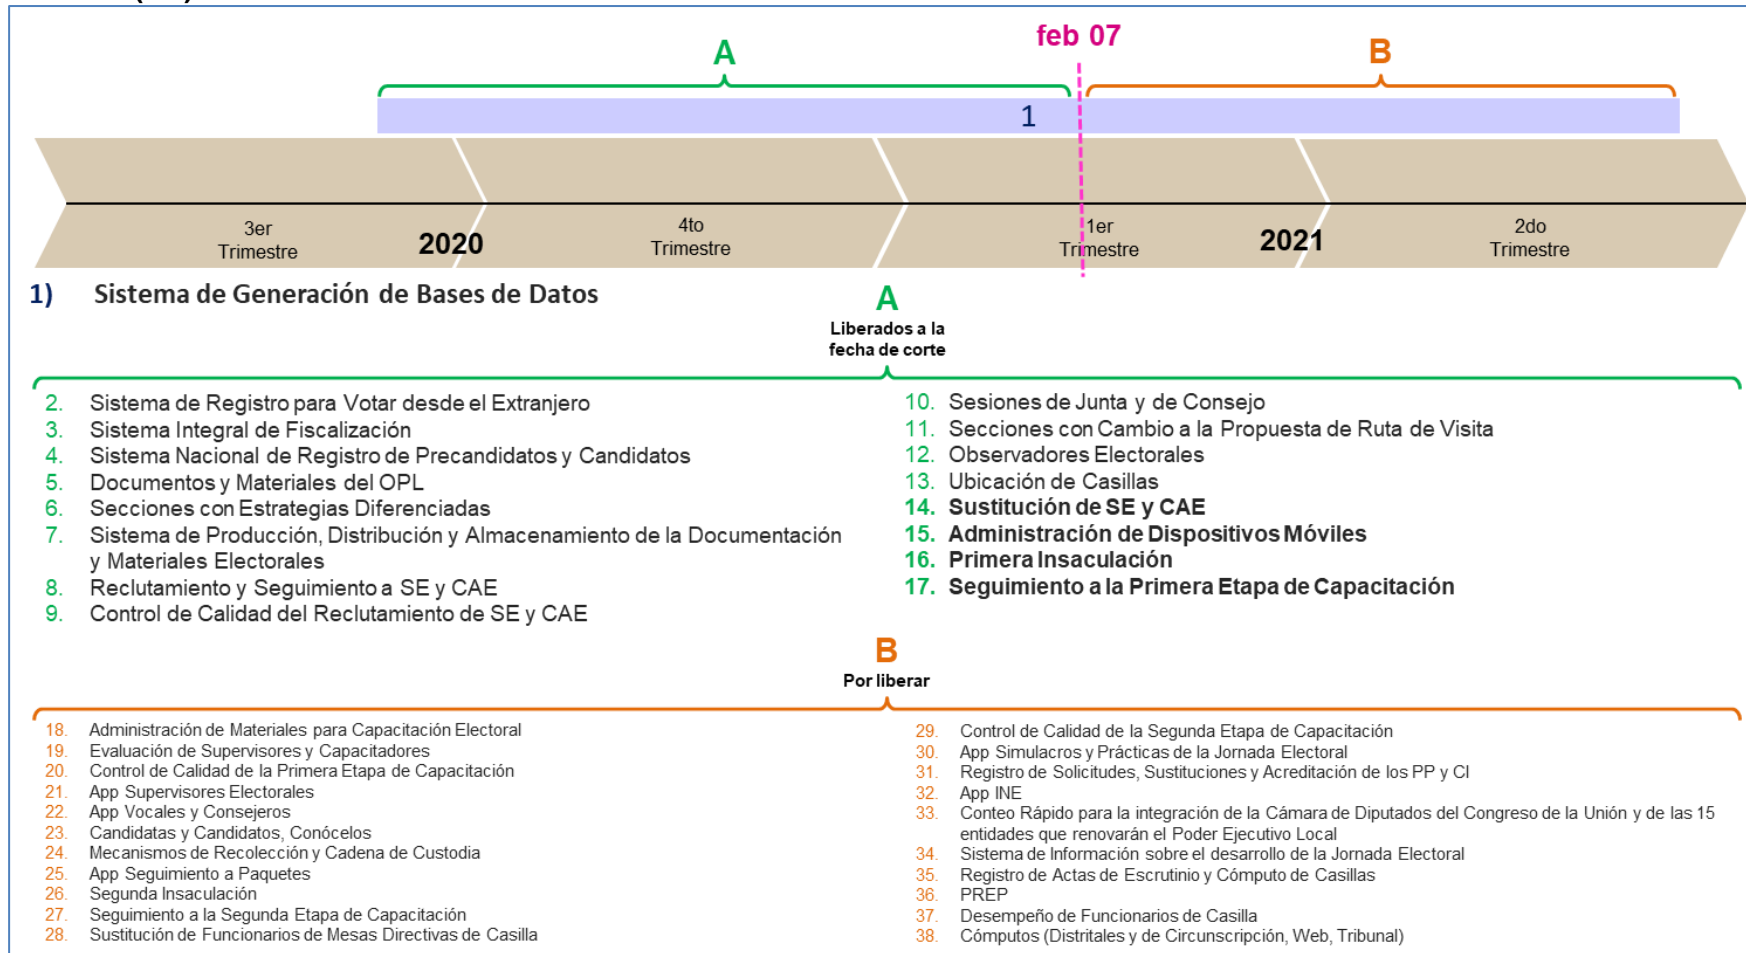 feb 07
A
B
1
3er
Trimestre
2020
4to
Trimestre
1er
Trimestre
2021
2do
Trimestre
1) Sistema de Generación de Bases de Datos
A
Liberados a la
fecha de corte
2. Sistema de Registro para Votar desde el Extranjero
3. Sistema Integral de Fiscalización
4. Sistema Nacional de Registro de Precandidatos y Candidatos
5. Documentos y Materiales del OPL
6. Secciones con Estrategias Diferenciadas
7. Sistema de Producción, Distribución y Almacenamiento de la Documentación
y Materiales Electorales
8. Reclutamiento y Seguimiento a SE y CAE
9. Control de Calidad del Reclutamiento de SE y CAE
10. Sesiones de Junta y de Consejo
11. Secciones con Cambio a la Propuesta de Ruta de Visita
12. Observadores Electorales
13. Ubicación de Casillas
14. Sustitución de SE y CAE
15. Administración de Dispositivos Móviles
16. Primera Insaculación
17. Seguimiento a la Primera Etapa de Capacitación
B
Por liberar
18. Administración de Materiales para Capacitación Electoral
19. Evaluación de Supervisores y Capacitadores
20. Control de Calidad de la Primera Etapa de Capacitación
21. App Supervisores Electorales
22. App Vocales y Consejeros
23. Candidatas y Candidatos, Conócelos
24. Mecanismos de Recolección y Cadena de Custodia
25. App Seguimiento a Paquetes
26. Segunda Insaculación
27. Seguimiento a la Segunda Etapa de Capacitación
28. Sustitución de Funcionarios de Mesas Directivas de Casilla
29. Control de Calidad de la Segunda Etapa de Capacitación
30. App Simulacros y Prácticas de la Jornada Electoral
31. Registro de Solicitudes, Sustituciones y Acreditación de los PP y CI
32. App INE
33. Conteo Rápido para la integración de la Cámara de Diputados del Congreso de la Unión y de las 15
entidades que renovarán el Poder Ejecutivo Local
34. Sistema de Información sobre el desarrollo de la Jornada Electoral
35. Registro de Actas de Escrutinio y Cómputo de Casillas
36. PREP
37. Desempeño de Funcionarios de Casilla
38. Cómputos (Distritales y de Circunscripción, Web, Tribunal)